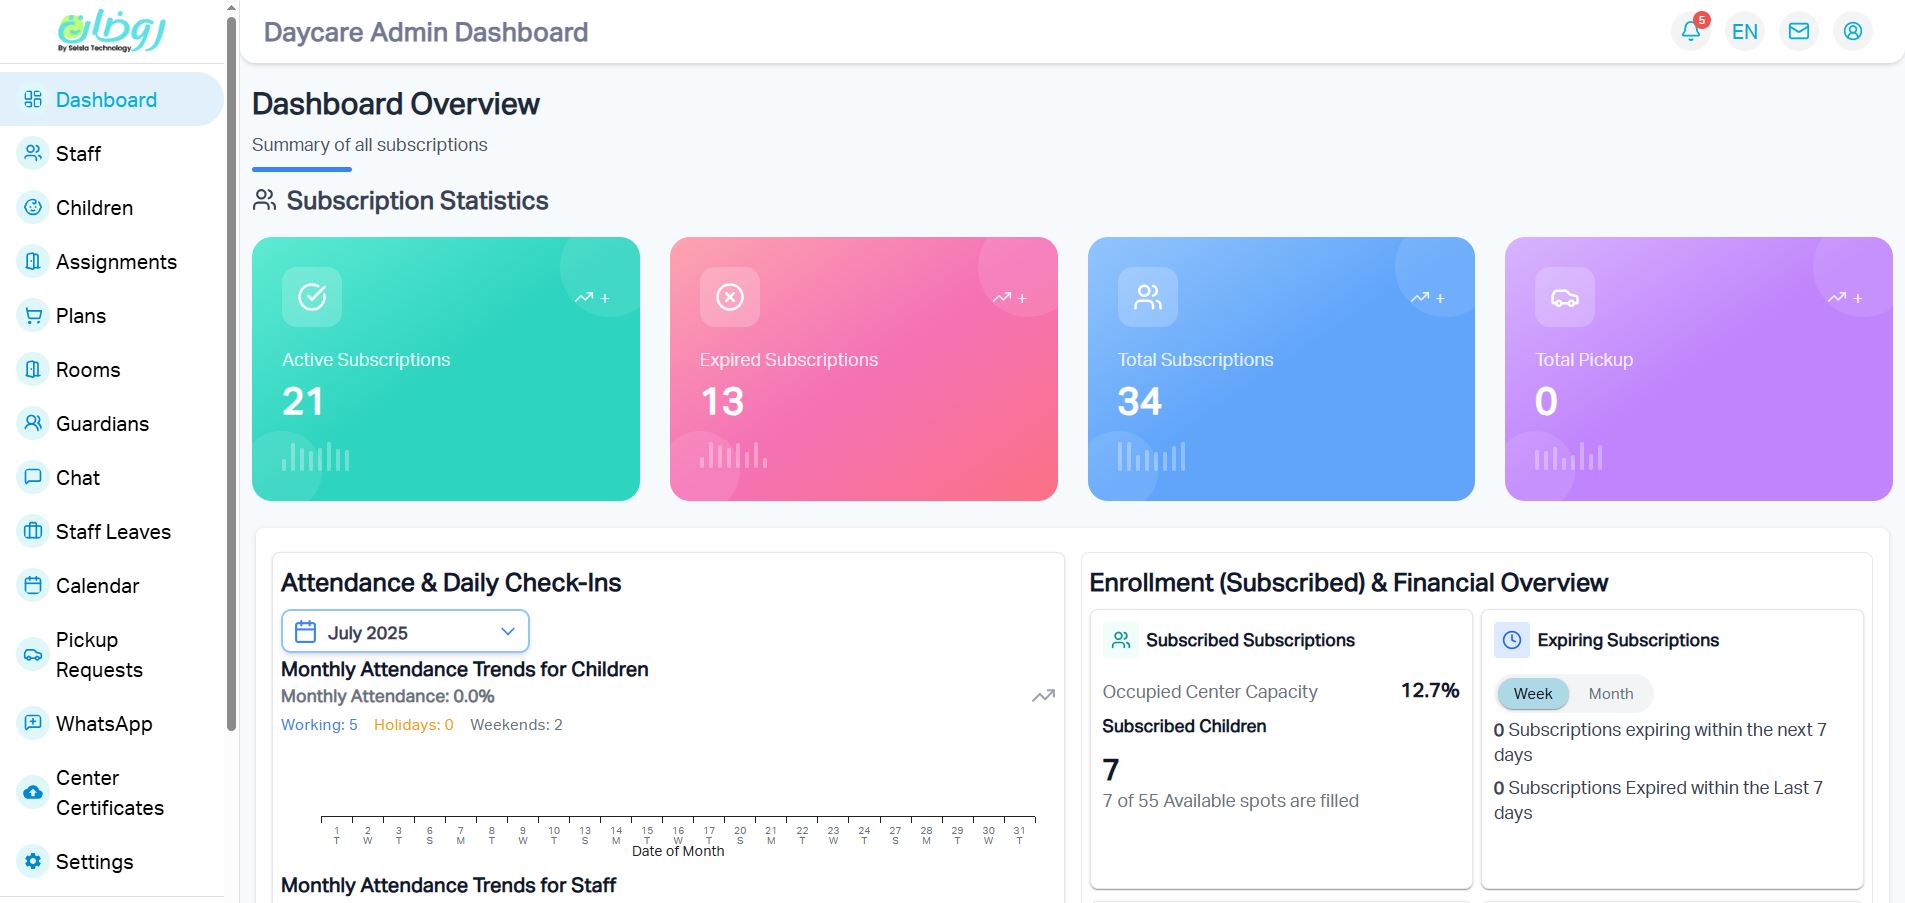 روضتان
By Selsla Technology
Dashboard
Staff
Children
Assignments
Plans
Rooms
Guardians
Chat
Staff Leaves
Calendar
Pickup
Requests
WhatsApp
Center
Certificates
Settings
Daycare Admin Dashboard
5
EN
Dashboard Overview
Summary of all subscriptions
Subscription Statistics
+
Active Subscriptions
21
+
Expired Subscriptions
13
+
Total Subscriptions
34
+
Total Pickup
0
Attendance & Daily Check-Ins
July 2025
Monthly Attendance Trends for Children
Monthly Attendance: 0.0%
Working: 5 Holidays: 0 Weekends: 2
1 2 3 6 7 8 9 10 13 14 15 16 17 20 21 22 23 24 27 28 29 30 31
T W T S M T W T S M T W T S M T W T S M T W T
Date of Month
Monthly Attendance Trends for Staff
Enrollment (Subscribed) & Financial Overview
Subscribed Subscriptions
Occupied Center Capacity 12.7%
Subscribed Children
7
7 of 55 Available spots are filled
Expiring Subscriptions
Week Month
0 Subscriptions expiring within the next 7
days
0 Subscriptions Expired within the Last 7
days